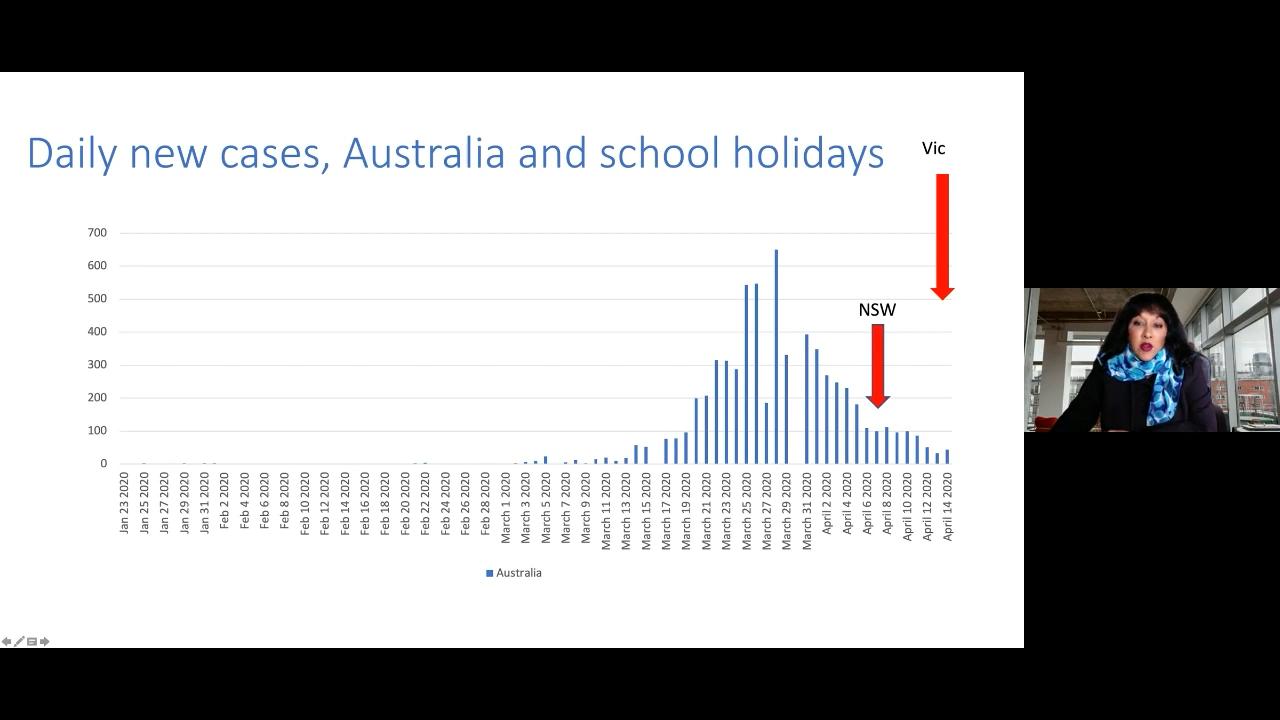 Daily new cases, Australia and school holidays
Vic
NSW
700
600
500
400
300
200
100
0
Jan 23 2020
Jan 25 2020
Jan 27 2020
Jan 29 2020
Jan 31 2020
Feb 2 2020
Feb 4 2020
Feb 6 2020
Feb 8 2020
Feb 10 2020
Feb 12 2020
Feb 14 2020
Feb 16 2020
Feb 18 2020
Feb 20 2020
Feb 22 2020
Feb 24 2020
Feb 26 2020
Feb 28 2020
March 1 2020
March 3 2020
March 5 2020
March 7 2020
March 9 2020
March 11 2020
March 13 2020
March 15 2020
March 17 2020
March 19 2020
March 21 2020
March 23 2020
March 25 2020
March 27 2020
March 29 2020
March 31 2020
April 2 2020
April 4 2020
April 6 2020
April 8 2020
April 10 2020
April 12 2020
April 14 2020
Australia